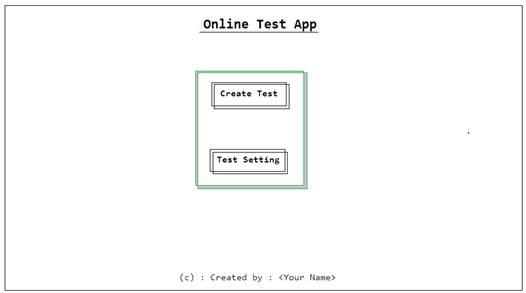 Online Test App
Create Test
Test Setting
(c) : Created by : <Your Name>